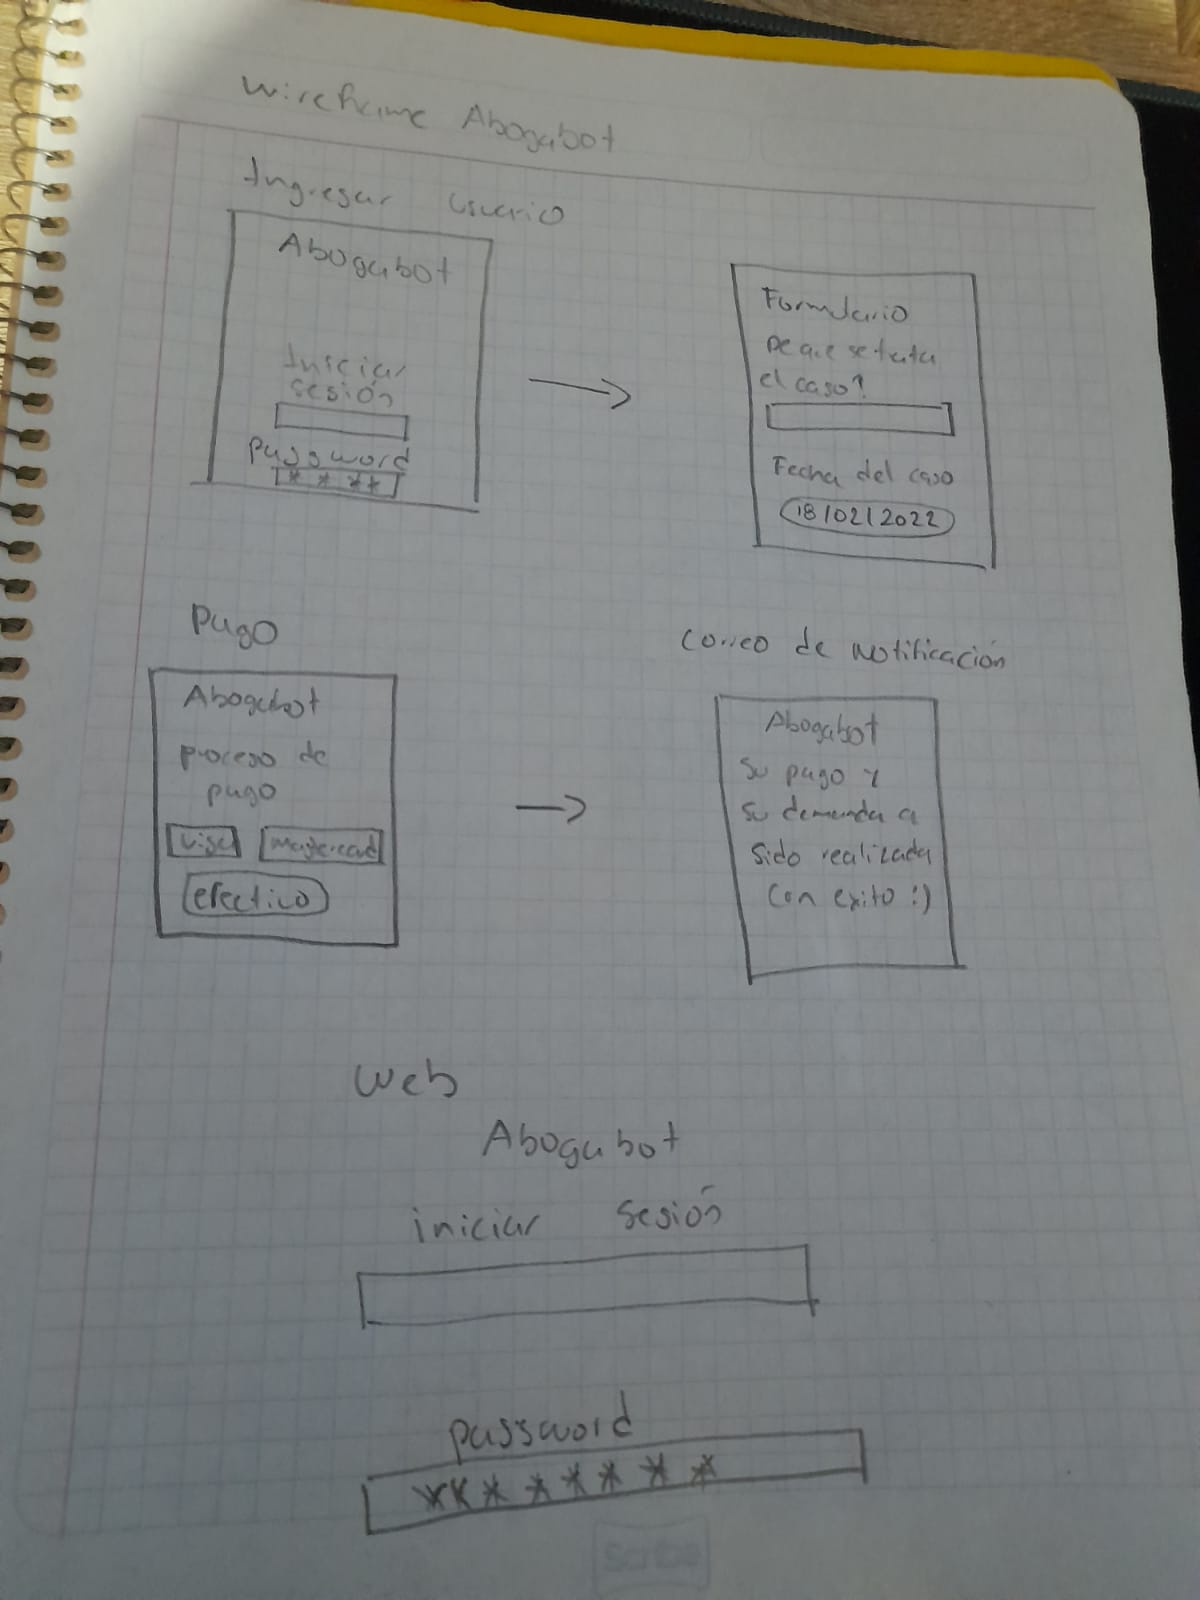 Wireframe Abogabot
Ingresar usuario
Abogabot
Iniciar
sesión
password
* * **
Formulario
De que se trata
el caso?
Fecha del caso
18/02/2022
Pago
Abogabot
proceso de
pago
visa mastercard
efectivo
correo de notificación
Abogabot
Su pago y
su demanda a
sido realizada
con exito :)
Web
Abogabot
iniciar sesión
password
********
Scribe